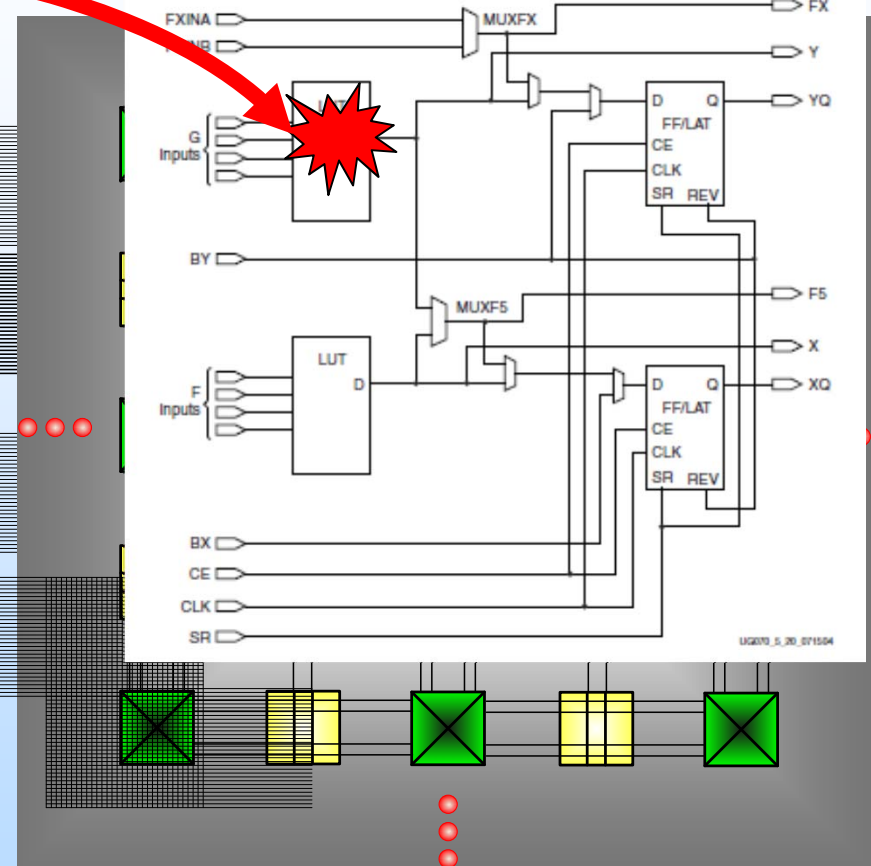 FXINA
MUXFX
FX
Y
LUT
D
Q
YQ
FF/LAT
G
Inputs
CE
CLK
SR
REV
BY
F5
MUXF5
X
LUT
D
D
Q
XQ
F
Inputs
FF/LAT
CE
CLK
SR
REV
BX
CE
CLK
SR
UG070_5_20_071504